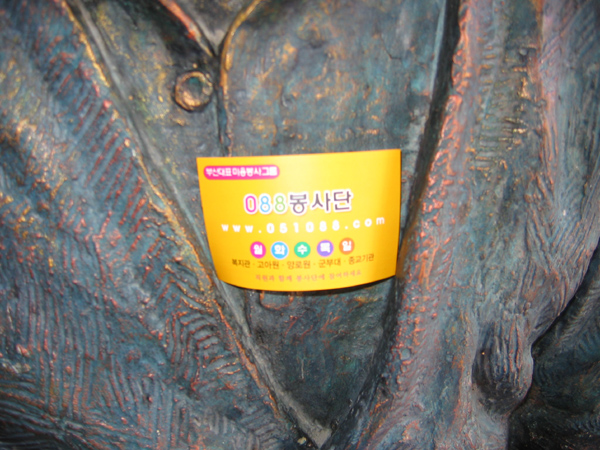 부산대표미용봉사그룹
088봉사단
www.051088.com
월 화 수 목 일
복지관·고아원·양로원·군부대·종교기관